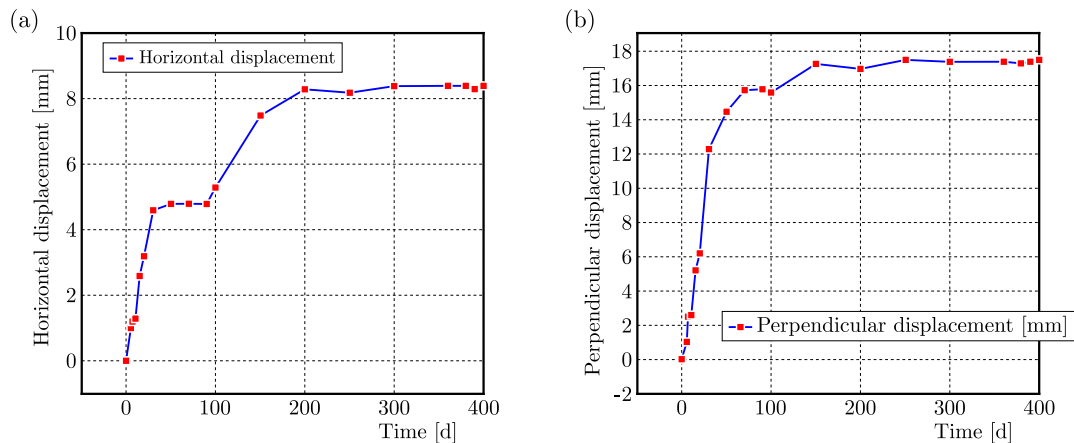 (a)
Horizontal displacement [mm]
10
8
6
4
2
0
Horizontal displacement
0 100 200 300 400
Time [d]
(b)
Perpendicular displacement [mm]
18
16
14
12
10
8
6
4
2
0
-2
Perpendicular displacement [mm]
0 100 200 300 400
Time [d]